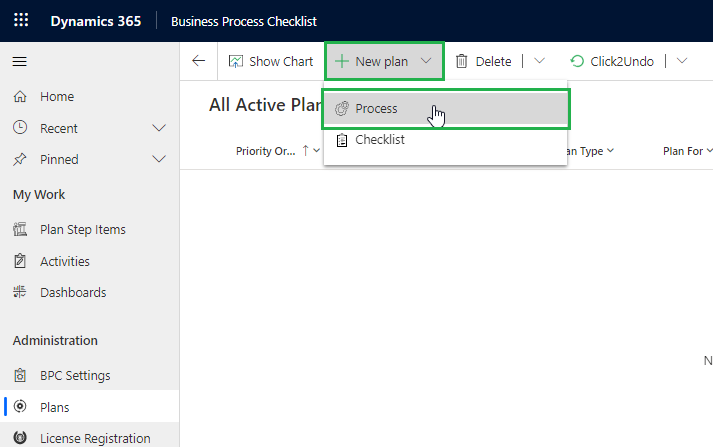 Dynamics 365 Business Process Checklist
Show Chart New plan Delete Click2Undo
Home
Recent
Pinned
My Work
Plan Step Items
Activities
Dashboards
Administration
BPC Settings
Plans
License Registration
Process
Checklist
All Active Plan
Priority Or... an Type Plan For
N